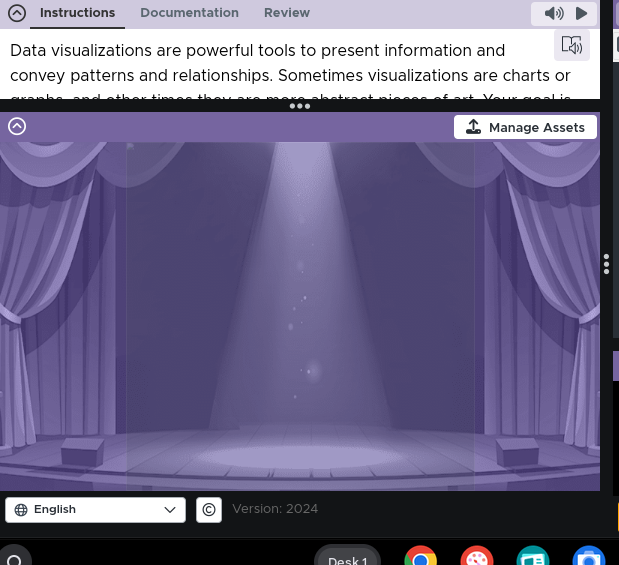 Instructions Documentation Review
Data visualizations are powerful tools to present information and
convey patterns and relationships. Sometimes visualizations are charts or
graphs, and other times they are more abstract pieces of art. Your goal is
Manage Assets
English
Version: 2024
Desk 1